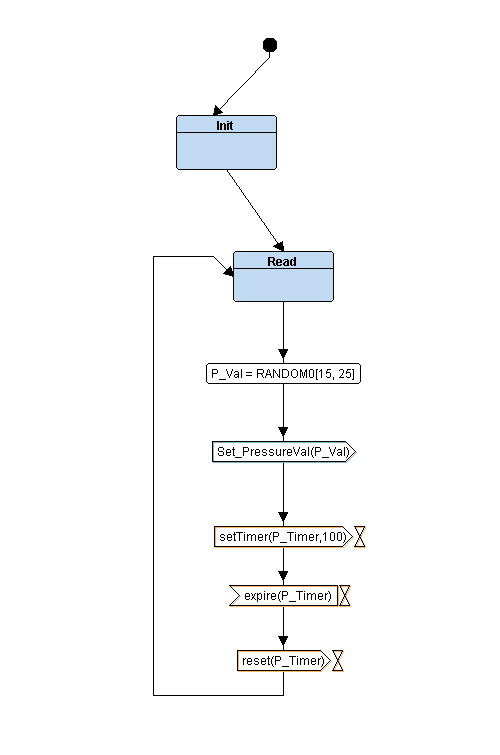 Init
Read
P_Val = RANDOM0[15, 25]
Set_PressureVal(P_Val)
setTimer(P_Timer,100)
expire(P_Timer)
reset(P_Timer)